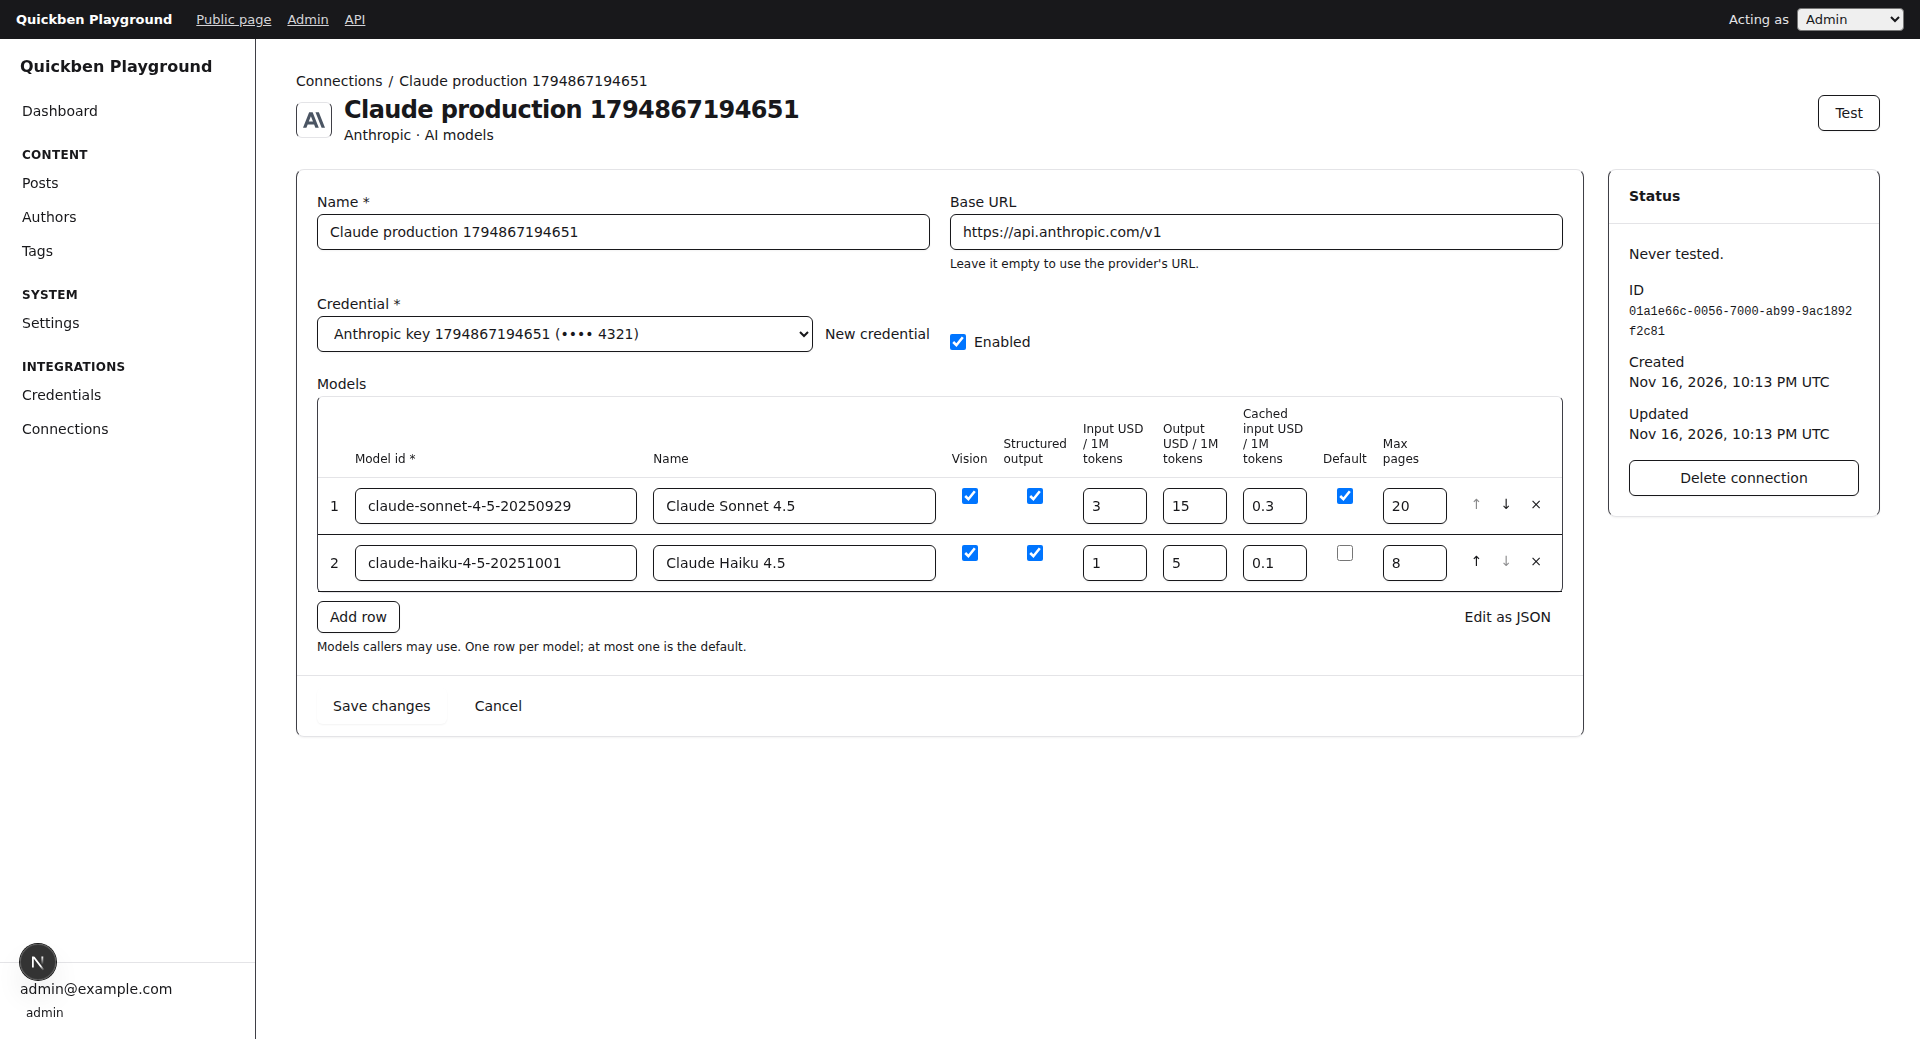 Quickben Playground Public page Admin API Acting as Admin
Quickben Playground
Dashboard
CONTENT
Posts
Authors
Tags
SYSTEM
Settings
INTEGRATIONS
Credentials
Connections
N
admin@example.com
admin
Connections / Claude production 1794867194651
Claude production 1794867194651
Anthropic · AI models
Test
Name *
Claude production 1794867194651
Base URL
https://api.anthropic.com/v1
Leave it empty to use the provider's URL.
Credential *
Anthropic key 1794867194651 (•••• 4321)
New credential
Enabled
Models
Model id *
Name
Vision
Structured
output
Input USD
/ 1M
tokens
Output
USD / 1M
tokens
Cached
input USD
/ 1M
tokens
Default
Max
pages
1 claude-sonnet-4-5-20250929 Claude Sonnet 4.5 3 15 0.3 20 ↑ ↓ ×
2 claude-haiku-4-5-20251001 Claude Haiku 4.5 1 5 0.1 8 ↑ ↓ ×
Add row
Edit as JSON
Models callers may use. One row per model; at most one is the default.
Save changes
Cancel
Status
Never tested.
ID
01a1e66c-0056-7000-ab99-9ac1892
f2c81
Created
Nov 16, 2026, 10:13 PM UTC
Updated
Nov 16, 2026, 10:13 PM UTC
Delete connection